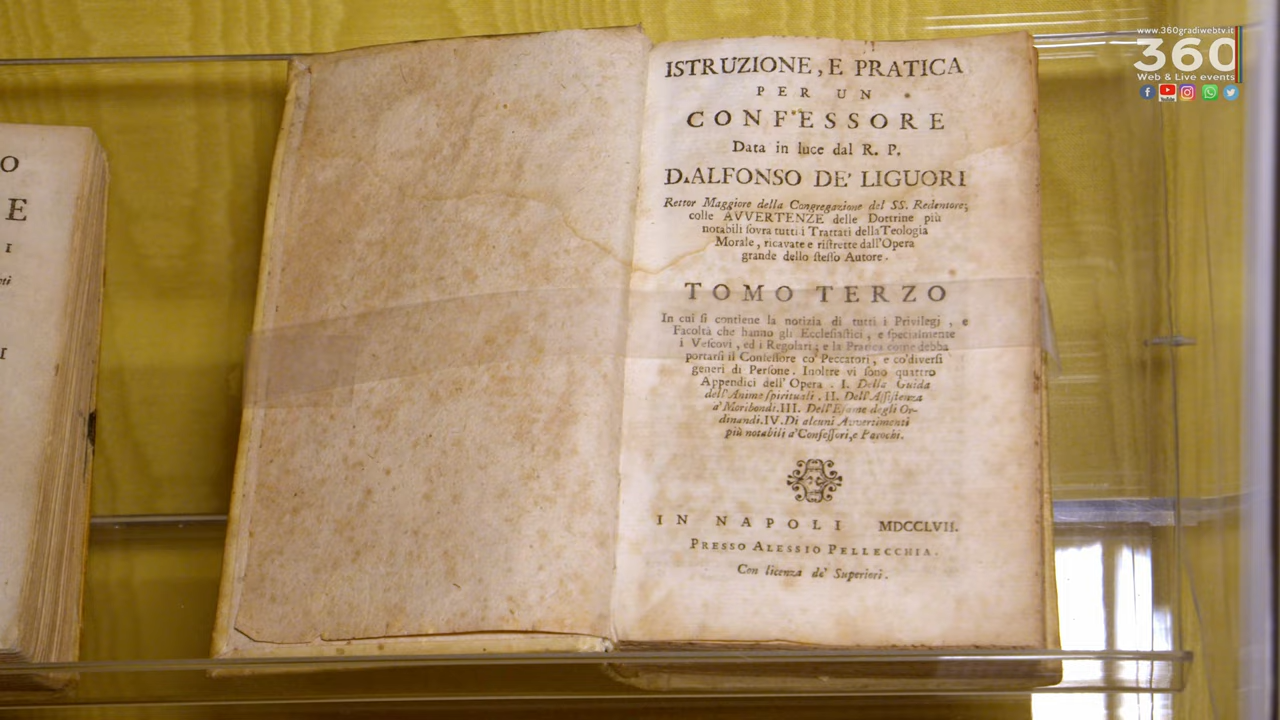 www.360gradiwebtv.it
360
Web & Live events
O
E
I
I
ISTRUZIONE, E PRATICA
PER UN
CONFESSORE
Data in luce dal R. P.
D. ALFONSO DE' LIGUORI
Rettor Maggiore della Congregazione del SS. Redentore;
colle AVVERTENZE delle Dottrine più
notabili ſovra tutti i Trattati della Teologia
Morale, ricavate e riſtrette dall'Opera
grande dello ſteſſo Autore.
TOMO TERZO
In cui ſi contiene la notizia di tutti i Privilegj, e
Facoltà che hanno gli Eccleſiaſtici, e ſpecialmente
i Veſcovi, ed i Regolari; e la Pratica come debba
portarſi il Confeſſore co' Peccatori, e co' diverſi
generi di Perſone. Inoltre vi ſono quattro
Appendici dell' Opera. I. Della Guida
dell'Anime ſpirituali. II. Dell'Aſſiſtenza
a' Moribondi. III. Dell'Eſame degli Or-
dinandi. IV. Di alcuni Avvertimenti
più notabili a' Confeſſori, e Parochi.
IN NAPOLI MDCCLVII.
PRESSO ALESSIO PELLECCHIA.
Con licenza de' Superiori.